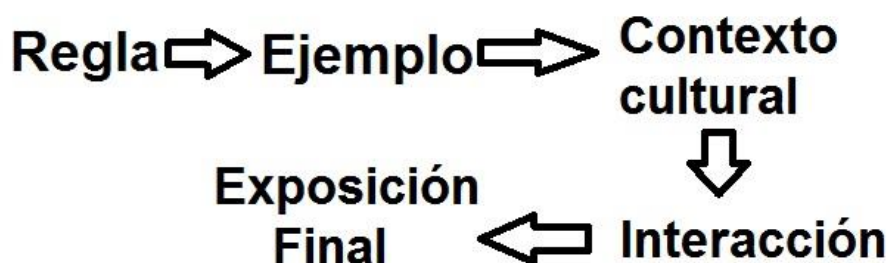 Regla
Ejemplo
Contexto
cultural
Interacción
Exposición
Final